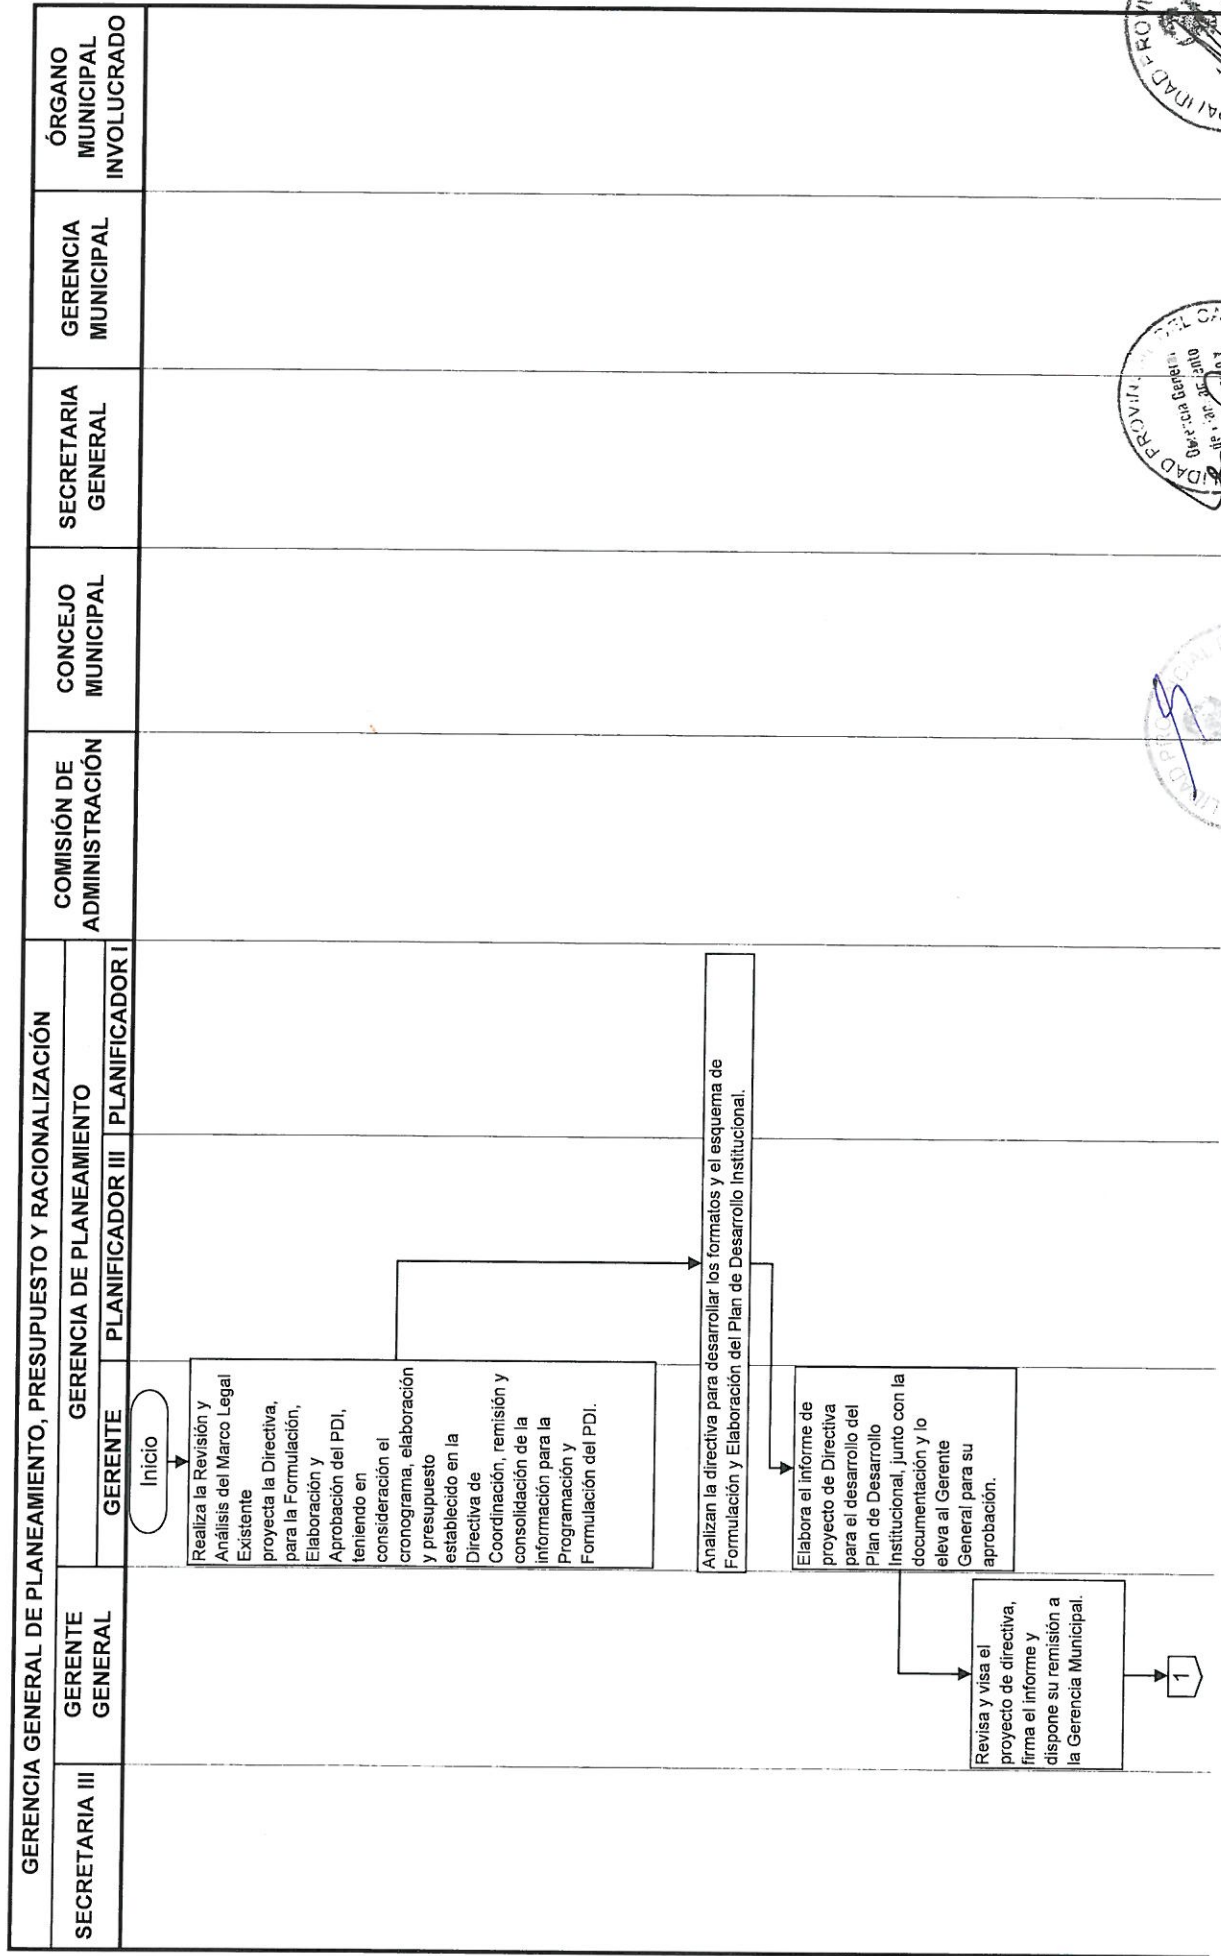 GERENCIA GENERAL DE PLANEAMIENTO, PRESUPUESTO Y RACIONALIZACIÓN
SECRETARIA III
GERENTE
GENERAL
GERENCIA DE PLANEAMIENTO
GERENTE
PLANIFICADOR III
PLANIFICADOR I
COMISIÓN DE
ADMINISTRACIÓN
CONCEJO
MUNICIPAL
SECRETARIA
GENERAL
GERENCIA
MUNICIPAL
ÓRGANO
MUNICIPAL
INVOLUCRADO
Inicio
Realiza la Revisión y
Análisis del Marco Legal
Existente
proyecta la Directiva,
para la Formulación,
Elaboración y
Aprobación del PDI,
teniendo en
consideración el
cronograma, elaboración
y presupuesto
establecido en la
Directiva de
Coordinación, remisión y
consolidación de la
información para la
Programación y
Formulación del PDI.
Analizan la directiva para desarrollar los formatos y el esquema de
Formulación y Elaboración del Plan de Desarrollo Institucional.
Elabora el informe de
proyecto de Directiva
para el desarrollo del
Plan de Desarrollo
Institucional, junto con la
documentación y lo
eleva al Gerente
General para su
aprobación.
Revisa y visa el
proyecto de directiva,
firma el informe y
dispone su remisión a
la Gerencia Municipal.
1